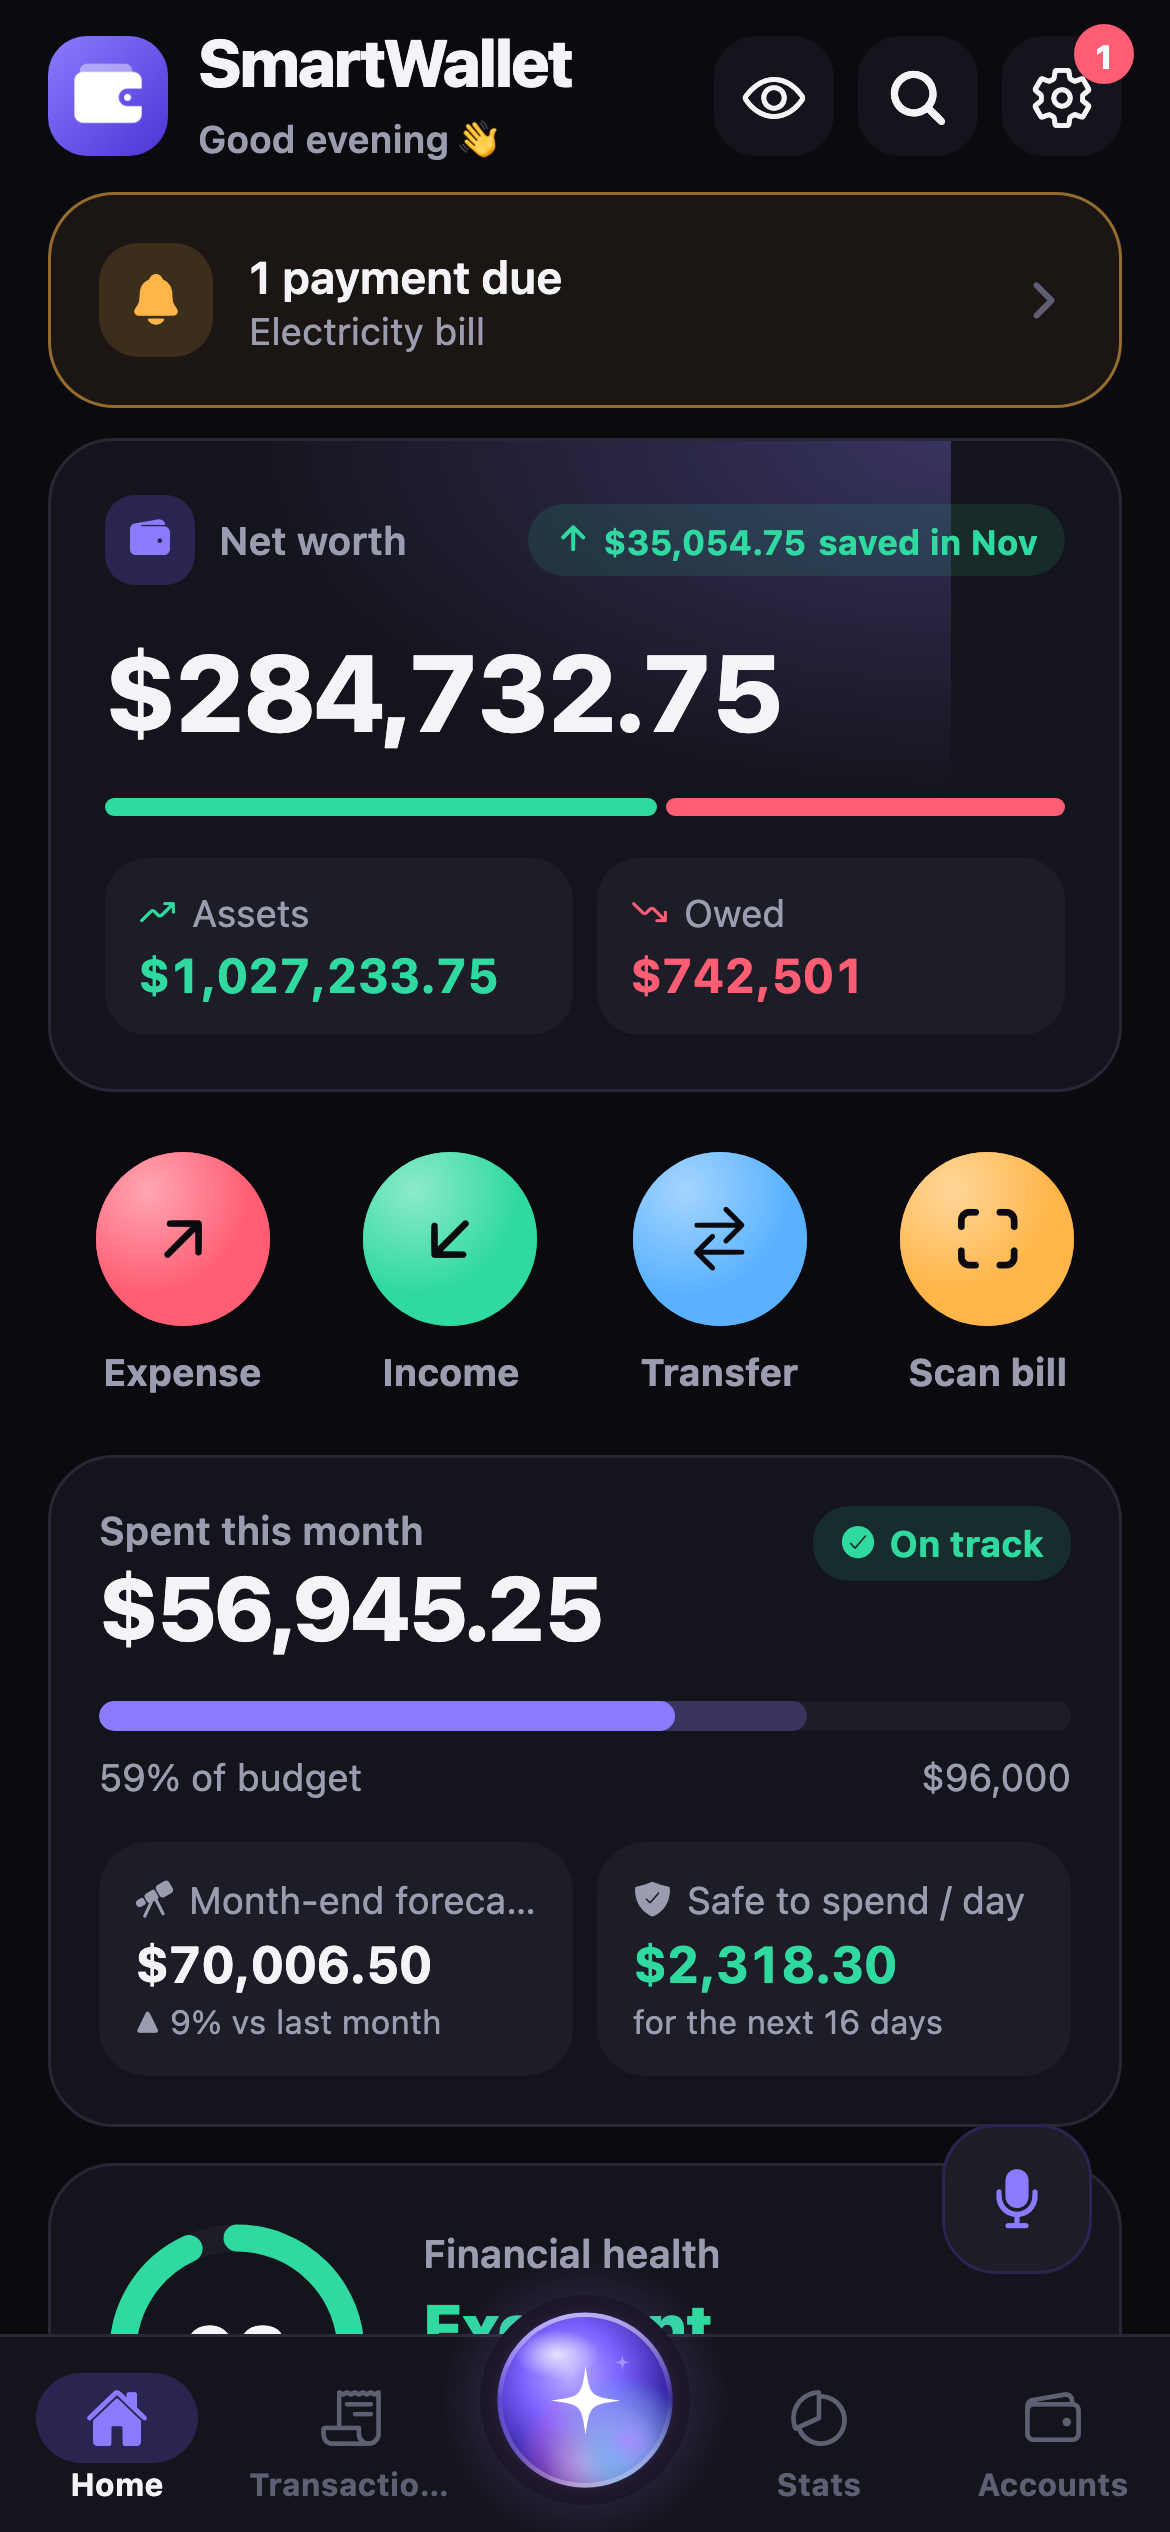 SmartWallet
Good evening 👋
1
1 payment due
Electricity bill
Net worth
$35,054.75 saved in Nov
$284,732.75
Assets
$1,027,233.75
Owed
$742,501
Expense
Income
Transfer
Scan bill
Spent this month
On track
$56,945.25
59% of budget
$96,000
Month-end foreca...
$70,006.50
▲ 9% vs last month
Safe to spend / day
$2,318.30
for the next 16 days
Financial health
Home
Transactio...
Stats
Accounts